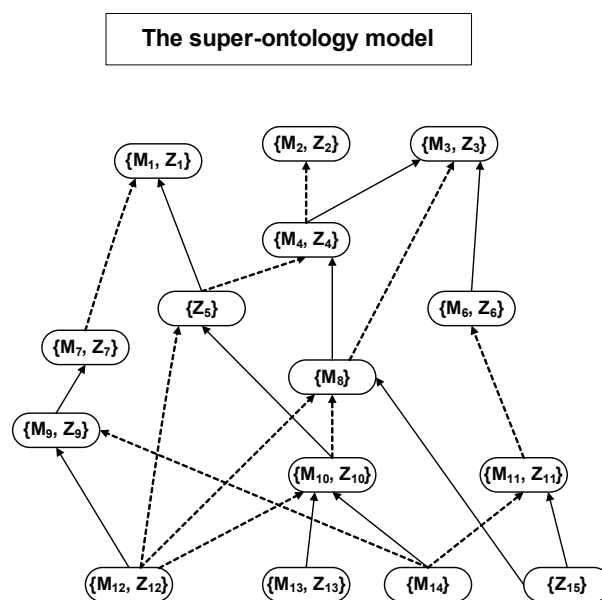 The super-ontology model
{M₂, Z₂}
{M₃, Z₃}
{M₁, Z₁}
{M₄, Z₄}
{Z₅}
{M₆, Z₆}
{M₇, Z₇}
{M₈}
{M₉, Z₉}
{M₁₀, Z₁₀}
{M₁₁, Z₁₁}
{M₁₂, Z₁₂}
{M₁₃, Z₁₃}
{M₁₄}
{Z₁₅}